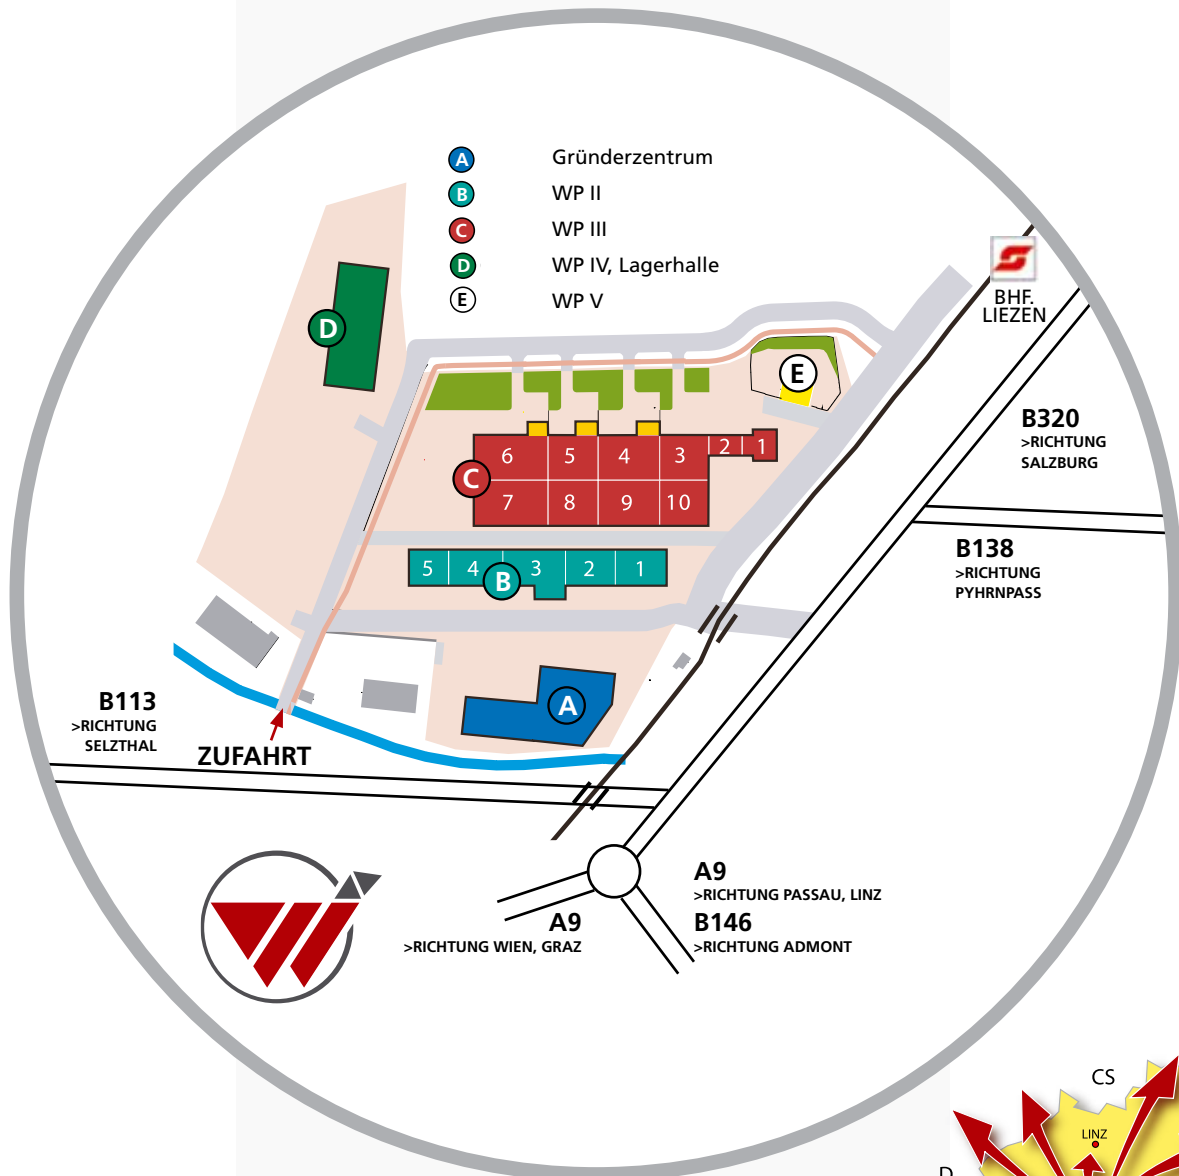 A Gründerzentrum
B WP II
C WP III
D WP IV, Lagerhalle
E WP V
BHF.
LIEZEN
D
E
B320
>RICHTUNG
SALZBURG
6 5 4 3 2 1
C
7 8 9 10
B138
>RICHTUNG
PYHRNPASS
5 4 3 2 1
B
A
B113
>RICHTUNG
SELZTHAL
ZUFAHRT
A9
>RICHTUNG PASSAU, LINZ
A9
>RICHTUNG WIEN, GRAZ
B146
>RICHTUNG ADMONT
CS
LINZ
D